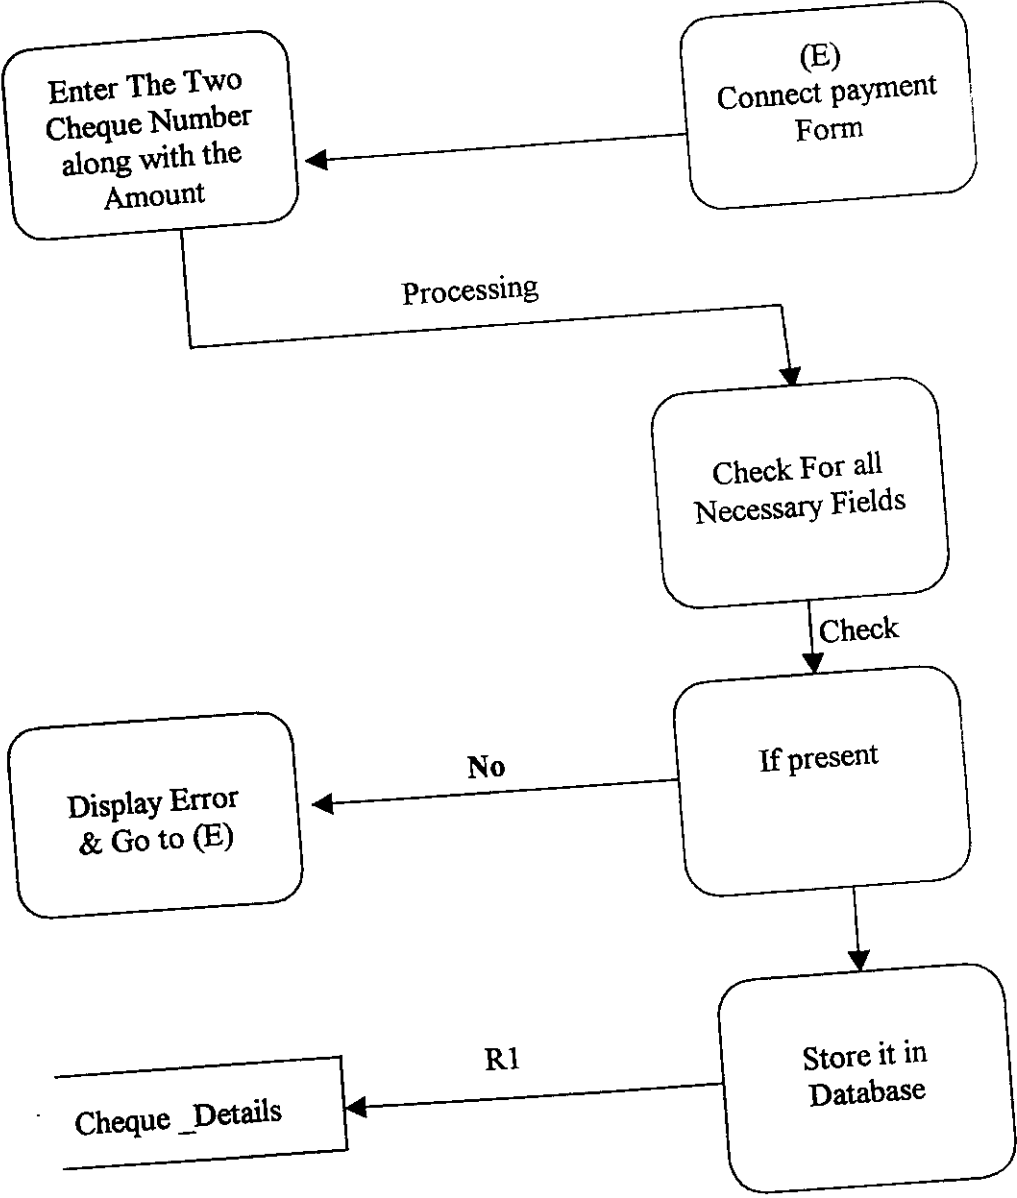 Enter The Two
Cheque Number
along with the
Amount
(E)
Connect payment
Form
Processing
Check For all
Necessary Fields
Check
If present
No
Display Error
& Go to (E)
Store it in
Database
R1
Cheque _Details